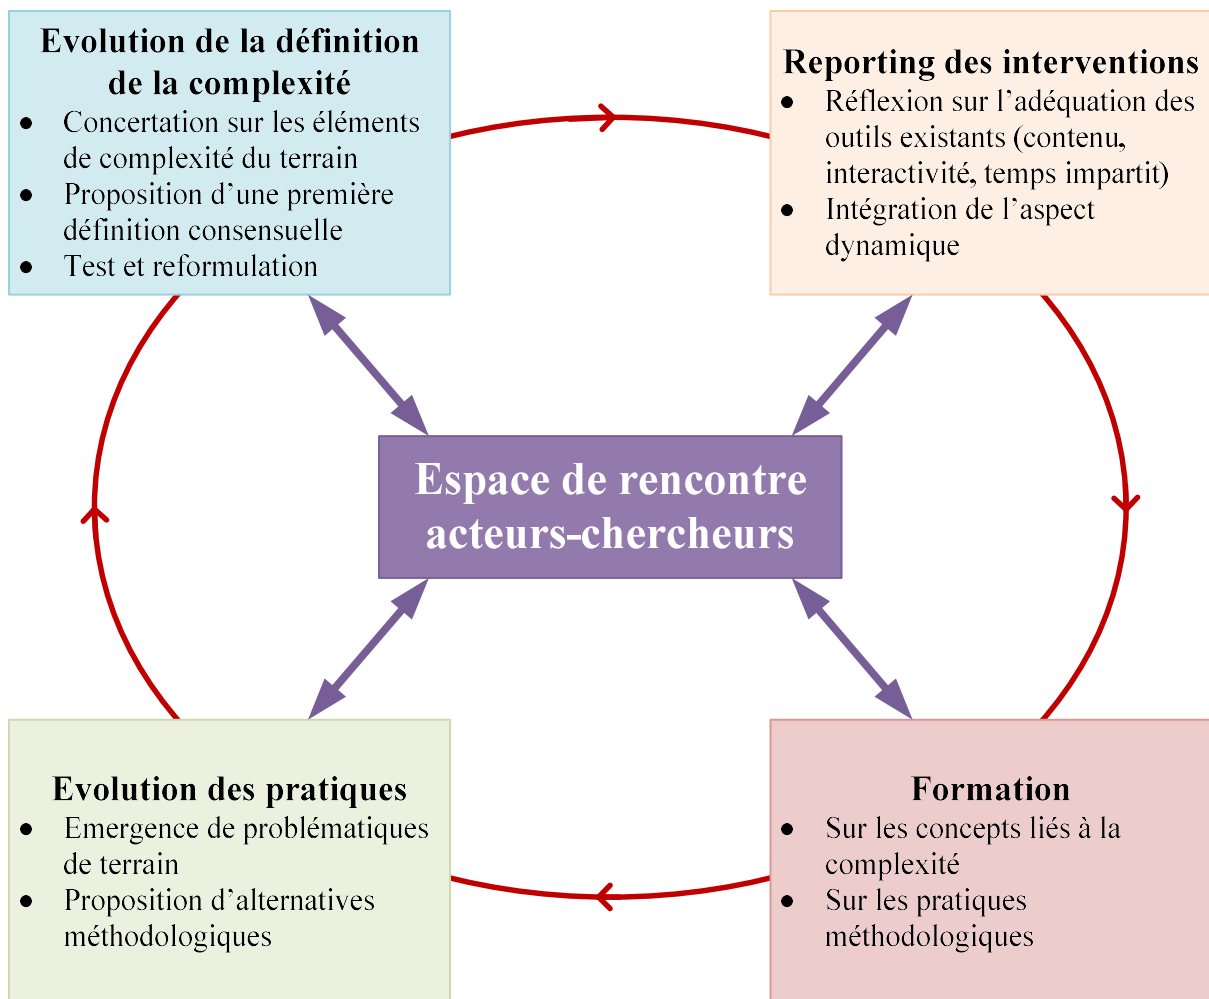 Evolution de la définition
de la complexité
● Concertation sur les éléments
de complexité du terrain
● Proposition d’une première
définition consensuelle
● Test et reformulation
Reporting des interventions
● Réflexion sur l’adéquation des
outils existants (contenu,
interactivité, temps impartit)
● Intégration de l’aspect
dynamique
Espace de rencontre
acteurs-chercheurs
Evolution des pratiques
● Emergence de problématiques
de terrain
● Proposition d’alternatives
méthodologiques
Formation
● Sur les concepts liés à la
complexité
● Sur les pratiques
méthodologiques